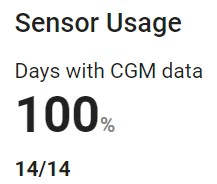 Sensor Usage
Days with CGM data
100%
14/14